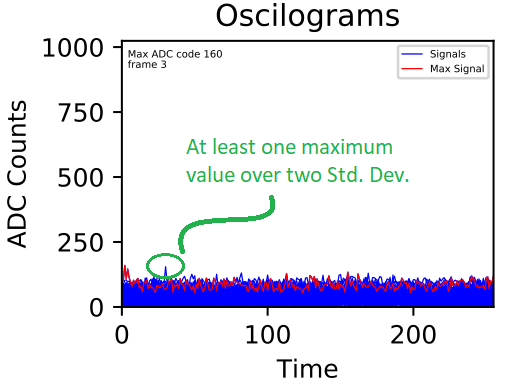 Oscilograms
Max ADC code 160
frame 3
Signals
Max Signal
At least one maximum
value over two Std. Dev.
ADC Counts
1000
750
500
250
0
0
100
200
Time